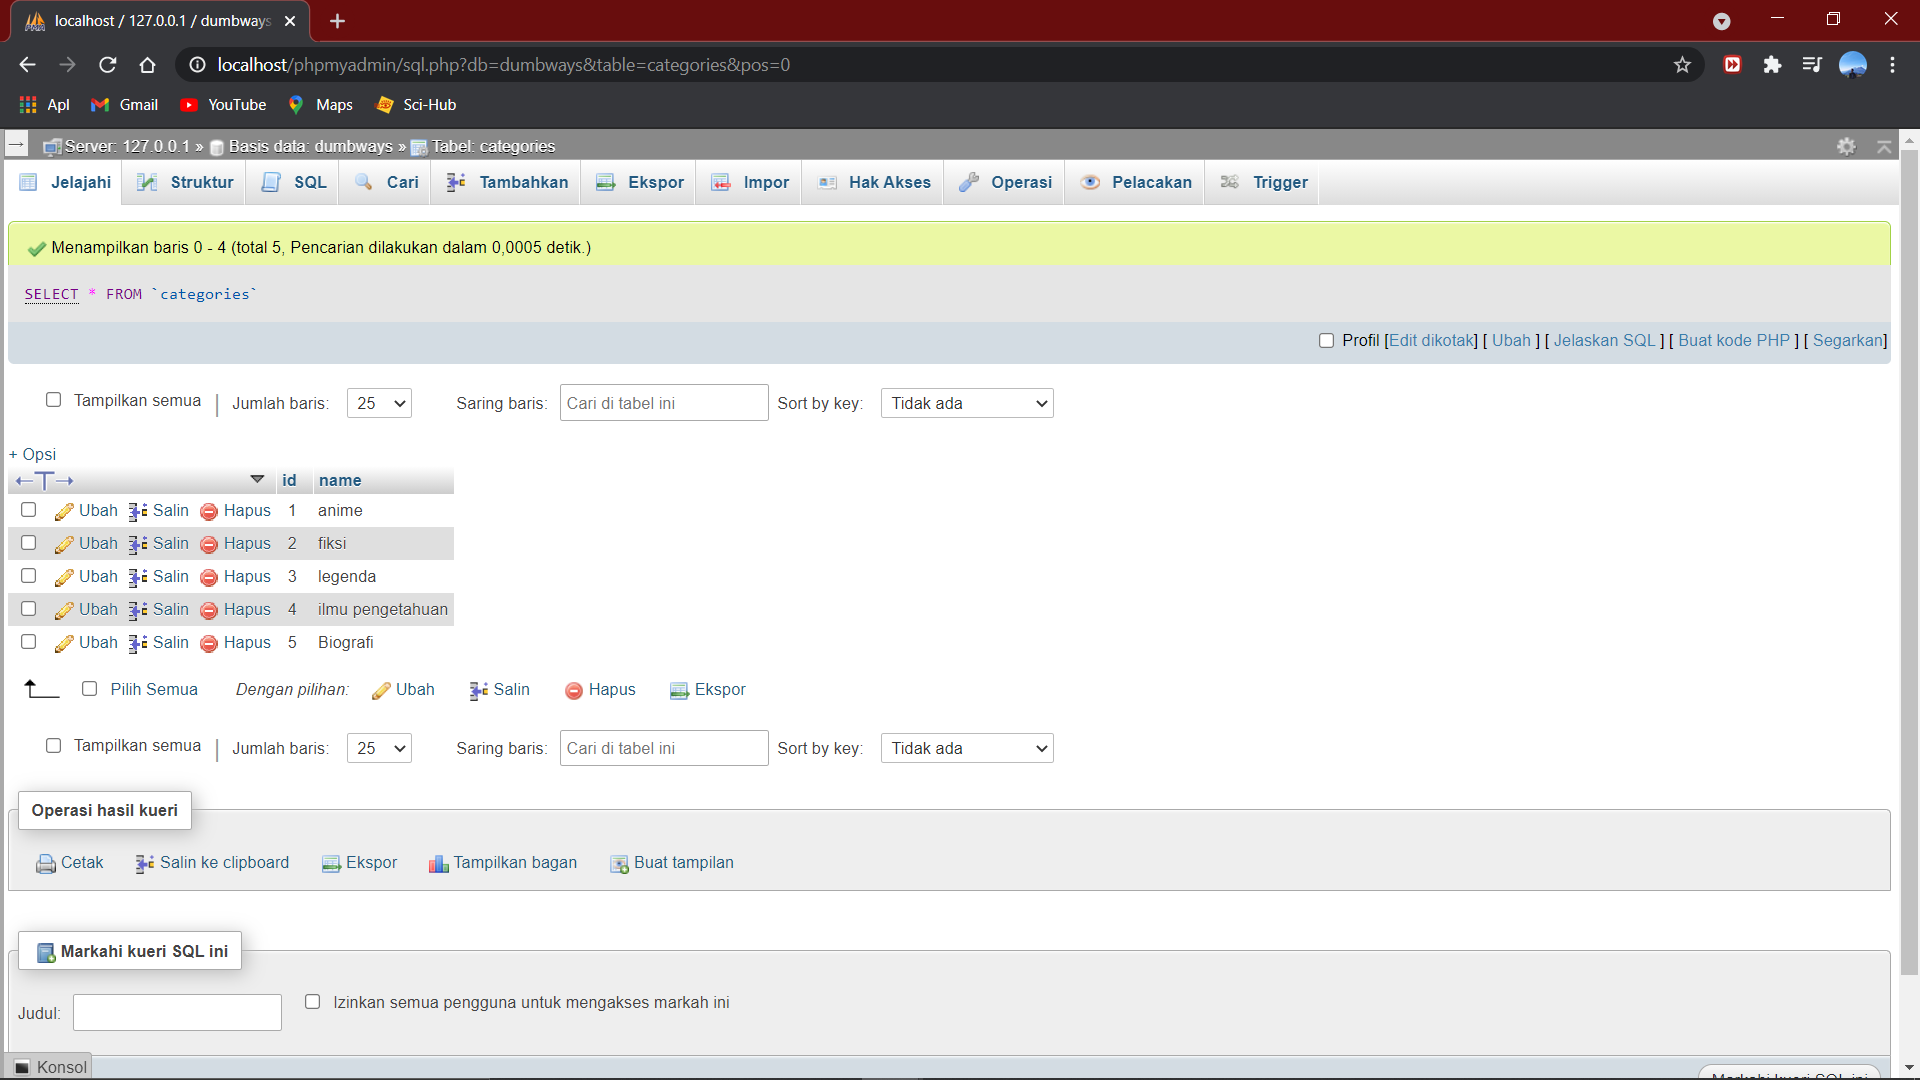 localhost / 127.0.0.1 / dumbways
localhost/phpmyadmin/sql.php?db=dumbways&table=categories&pos=0
Apl Gmail YouTube Maps Sci-Hub
Server: 127.0.0.1 » Basis data: dumbways » Tabel: categories
Jelajahi Struktur SQL Cari Tambahkan Ekspor Impor Hak Akses Operasi Pelacakan Trigger
Menampilkan baris 0 - 4 (total 5, Pencarian dilakukan dalam 0,0005 detik.)
SELECT * FROM `categories`
Profil [Edit dikotak] [ Ubah ] [ Jelaskan SQL ] [ Buat kode PHP ] [ Segarkan]
Tampilkan semua | Jumlah baris: 25 Saring baris: Cari di tabel ini Sort by key: Tidak ada
+ Opsi
←T→ id name
Ubah Salin Hapus 1 anime
Ubah Salin Hapus 2 fiksi
Ubah Salin Hapus 3 legenda
Ubah Salin Hapus 4 ilmu pengetahuan
Ubah Salin Hapus 5 Biografi
Pilih Semua Dengan pilihan: Ubah Salin Hapus Ekspor
Tampilkan semua | Jumlah baris: 25 Saring baris: Cari di tabel ini Sort by key: Tidak ada
Operasi hasil kueri
Cetak Salin ke clipboard Ekspor Tampilkan bagan Buat tampilan
Markahi kueri SQL ini
Judul: Izinkan semua pengguna untuk mengakses markah ini
Konsol
Markahi kueri SQL ini